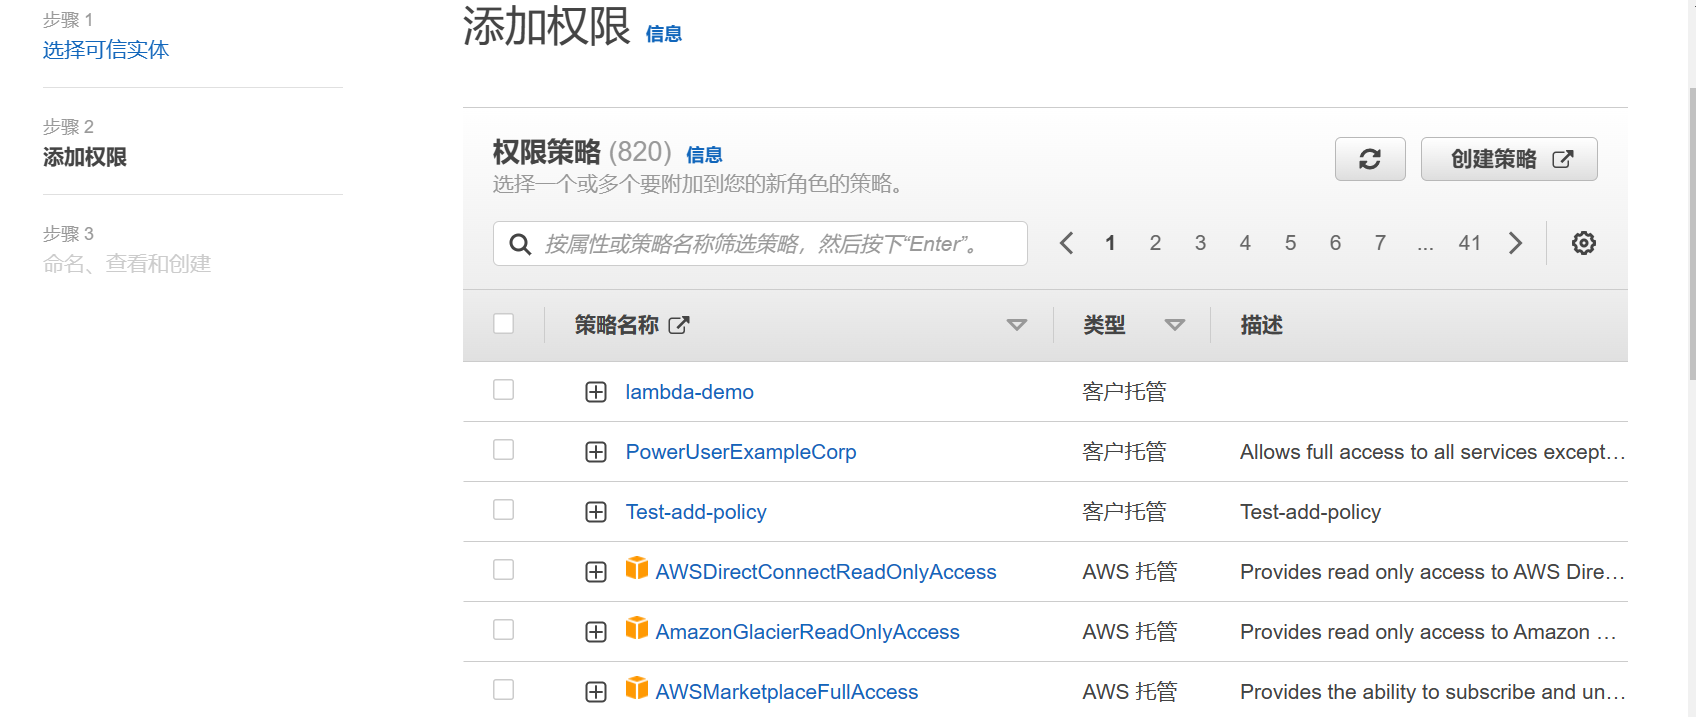 步骤 1
选择可信实体
步骤 2
添加权限
步骤 3
命名、查看和创建
添加权限 信息
权限策略 (820) 信息
选择一个或多个要附加到您的新角色的策略。
创建策略
按属性或策略名称筛选策略，然后按下“Enter”。
1 2 3 4 5 6 7 ... 41
策略名称 类型 描述
lambda-demo 客户托管
PowerUserExampleCorp 客户托管 Allows full access to all services except…
Test-add-policy 客户托管 Test-add-policy
AWSDirectConnectReadOnlyAccess AWS 托管 Provides read only access to AWS Dire…
AmazonGlacierReadOnlyAccess AWS 托管 Provides read only access to Amazon …
AWSMarketplaceFullAccess AWS 托管 Provides the ability to subscribe and un…